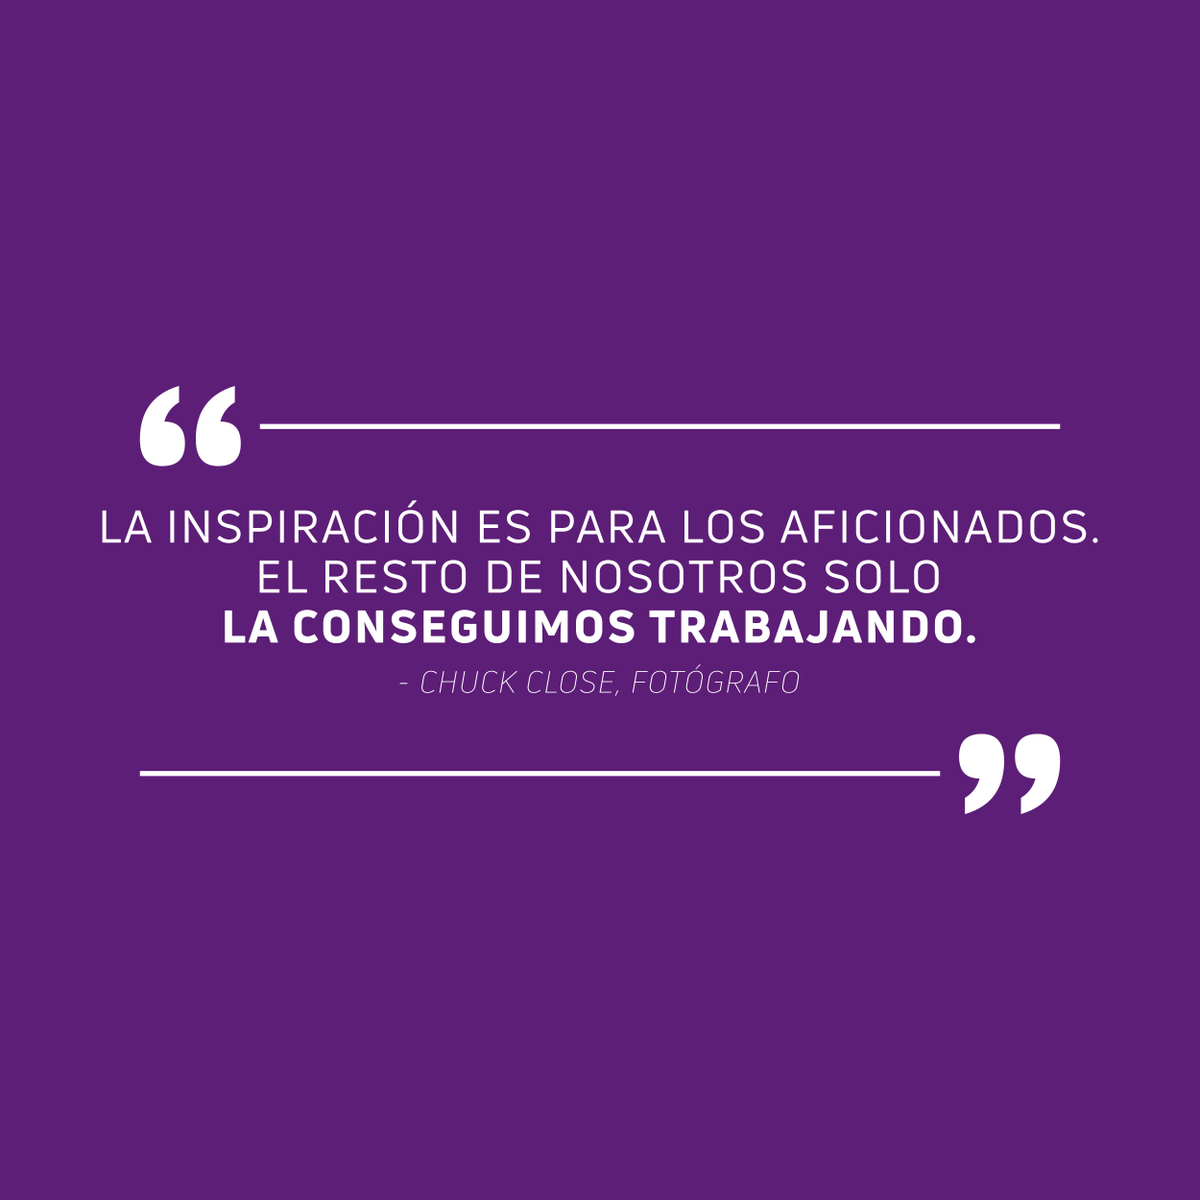 “
LA INSPIRACIÓN ES PARA LOS AFICIONADOS.
EL RESTO DE NOSOTROS SOLO
LA CONSEGUIMOS TRABAJANDO.
- CHUCK CLOSE, FOTÓGRAFO
”